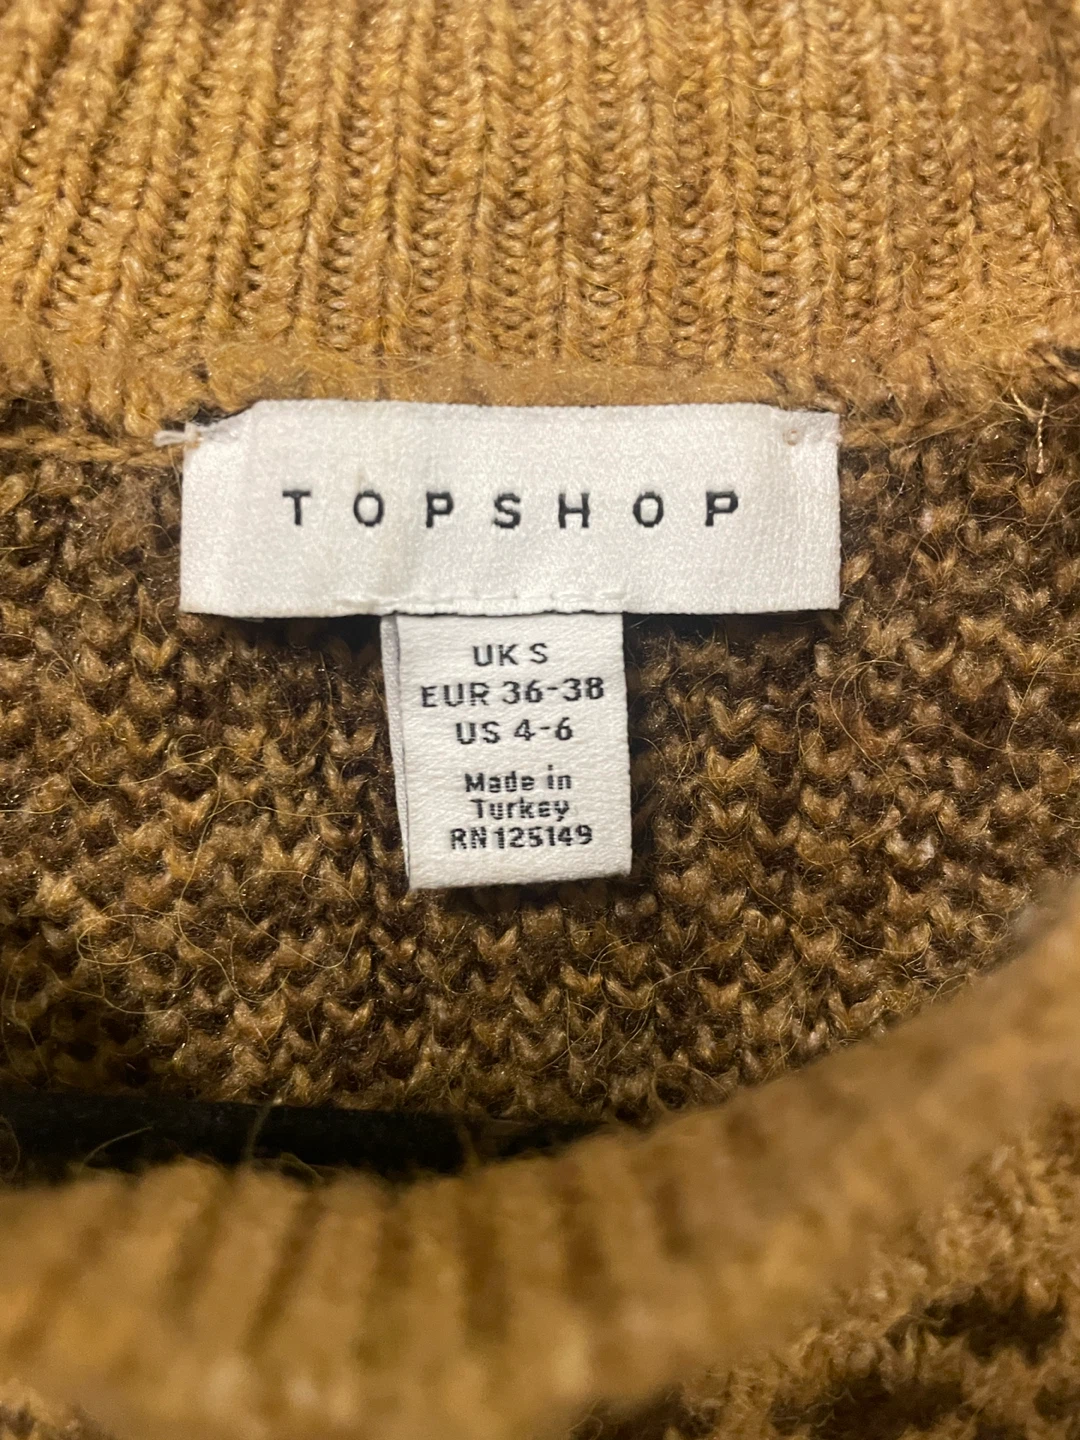 TOPSHOP
UK S
EUR 36-38
US 4-6
Made in
Turkey
RN125149